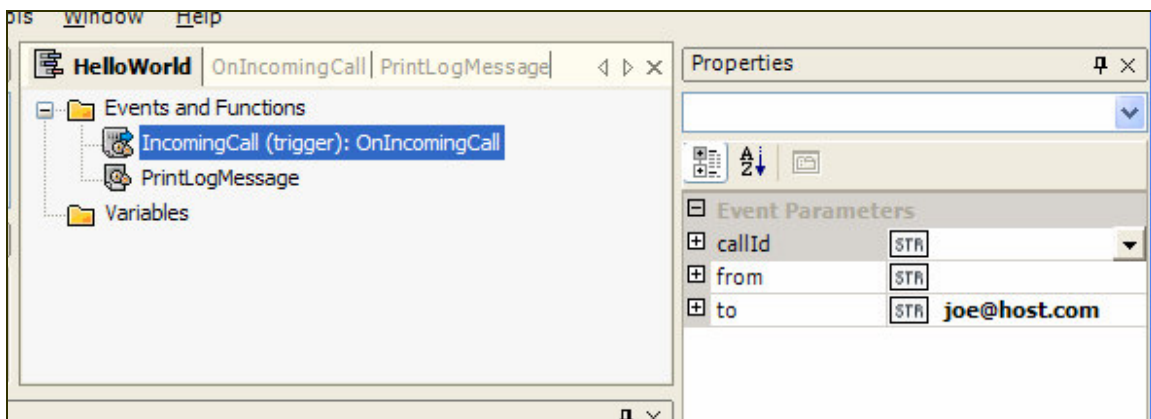 ols Window Help
HelloWorld OnIncomingCall PrintLogMessage
Events and Functions
IncomingCall (trigger): OnIncomingCall
PrintLogMessage
Variables
Properties
A
Z
Event Parameters
callId STR
from STR
to STR joe@host.com